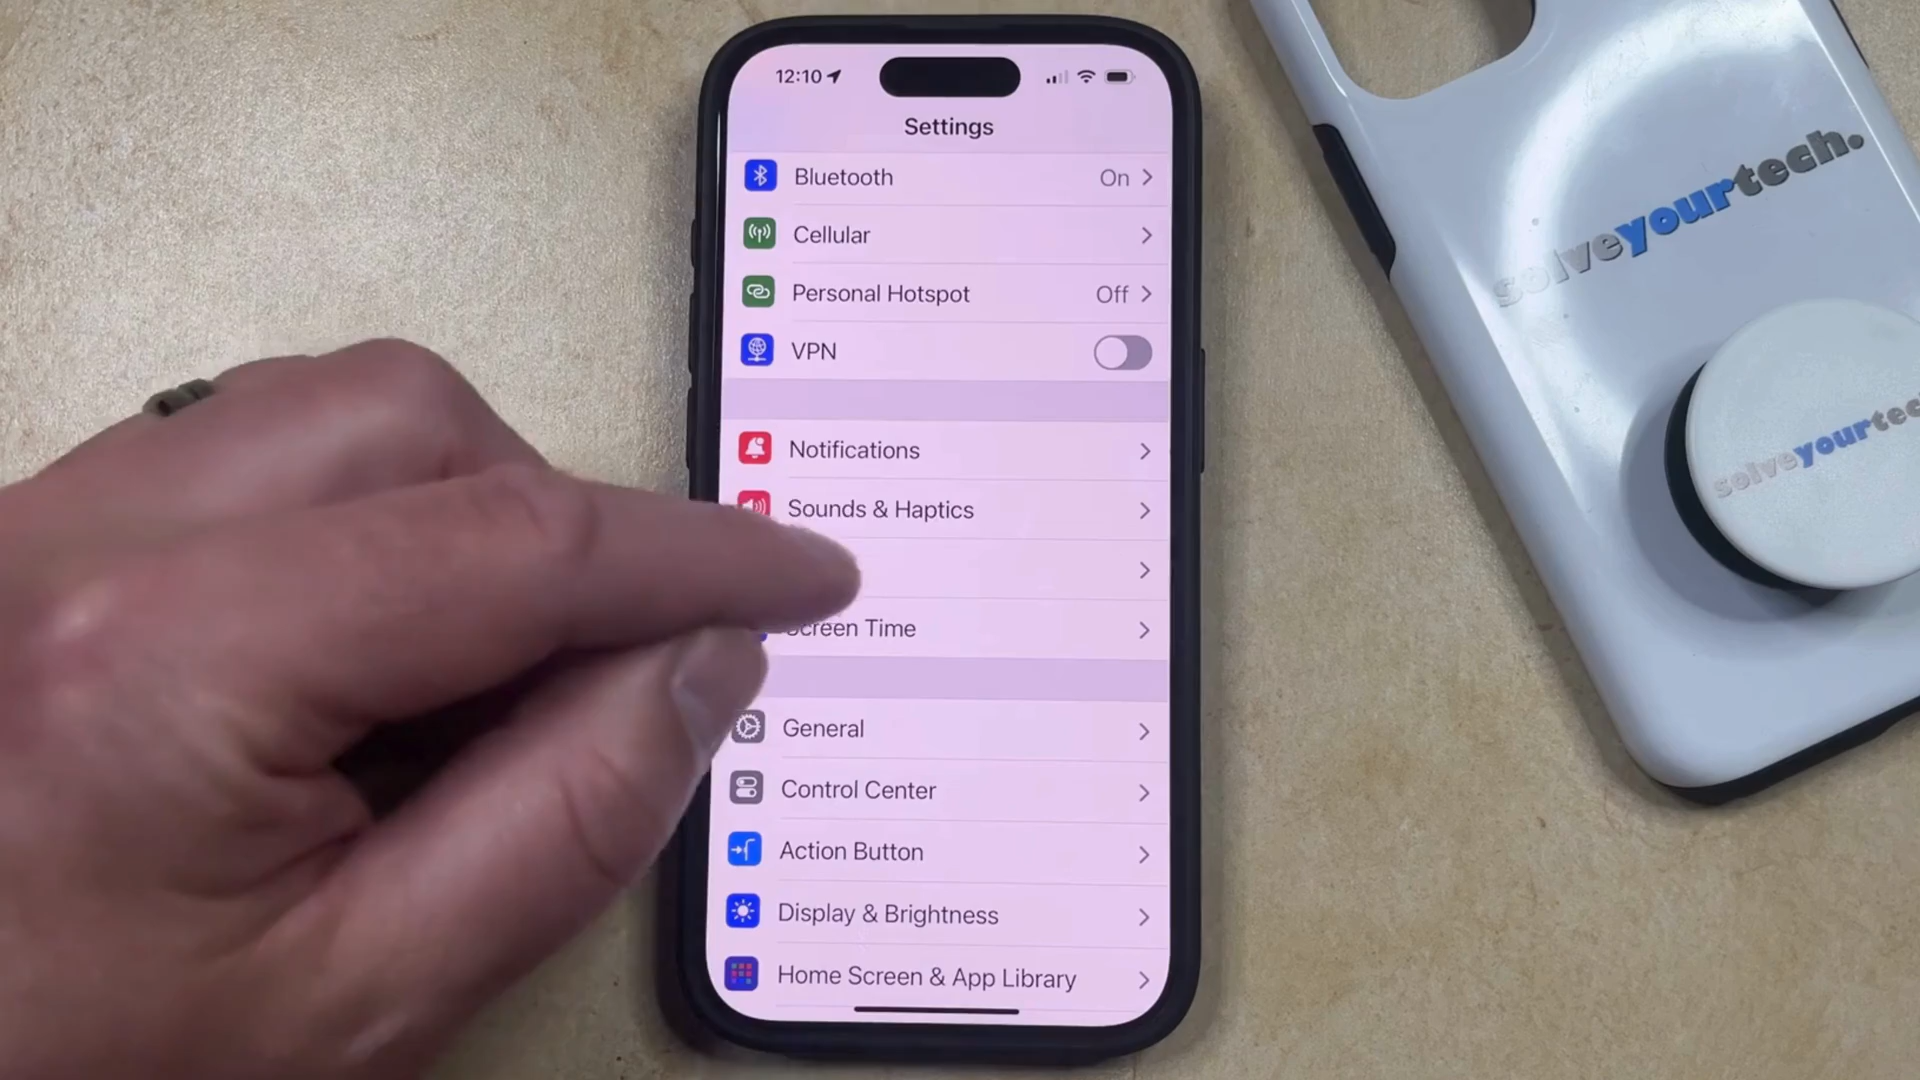 12:10
Settings
Bluetooth On
Cellular
Personal Hotspot Off
VPN
Notifications
Sounds & Haptics
Screen Time
General
Control Center
Action Button
Display & Brightness
Home Screen & App Library
solveyourtech.
solveyourtec